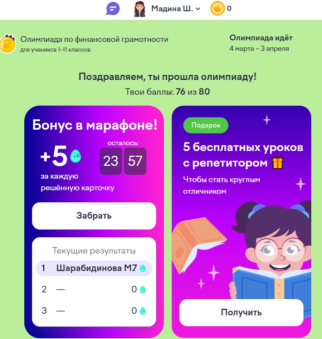 Мадина Ш.
0
Олимпиада по финансовой грамотности
для учеников 1–11 классов
Олимпиада идёт
4 марта – 3 апреля
Поздравляем, ты прошла олимпиаду!
Твои баллы: 76 из 80
Бонус в марафоне!
осталось:
+5
23 57
за каждую
решённую карточку
Забрать
Текущие результаты
1 Шарабидинова М 7
2 — 0
3 — 0
Подарок
5 бесплатных уроков
с репетитором
Чтобы стать круглым
отличником
Получить